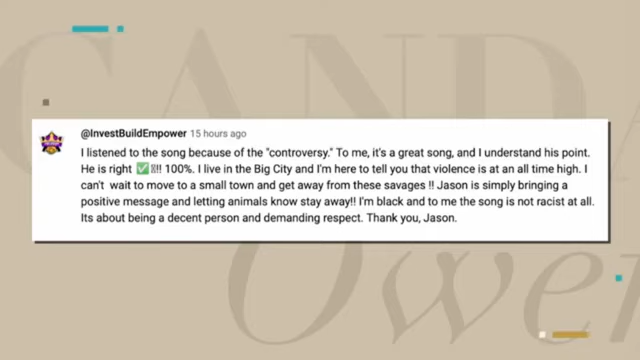 CANDA
@InvestBuildEmpower 15 hours ago
I listened to the song because of the "controversy." To me, it's a great song, and I understand his point.
He is right ✅!! 100%. I live in the Big City and I'm here to tell you that violence is at an all time high. I
can't wait to move to a small town and get away from these savages !! Jason is simply bringing a
positive message and letting animals know stay away!! I'm black and to me the song is not racist at all.
Its about being a decent person and demanding respect. Thank you, Jason.
Owen